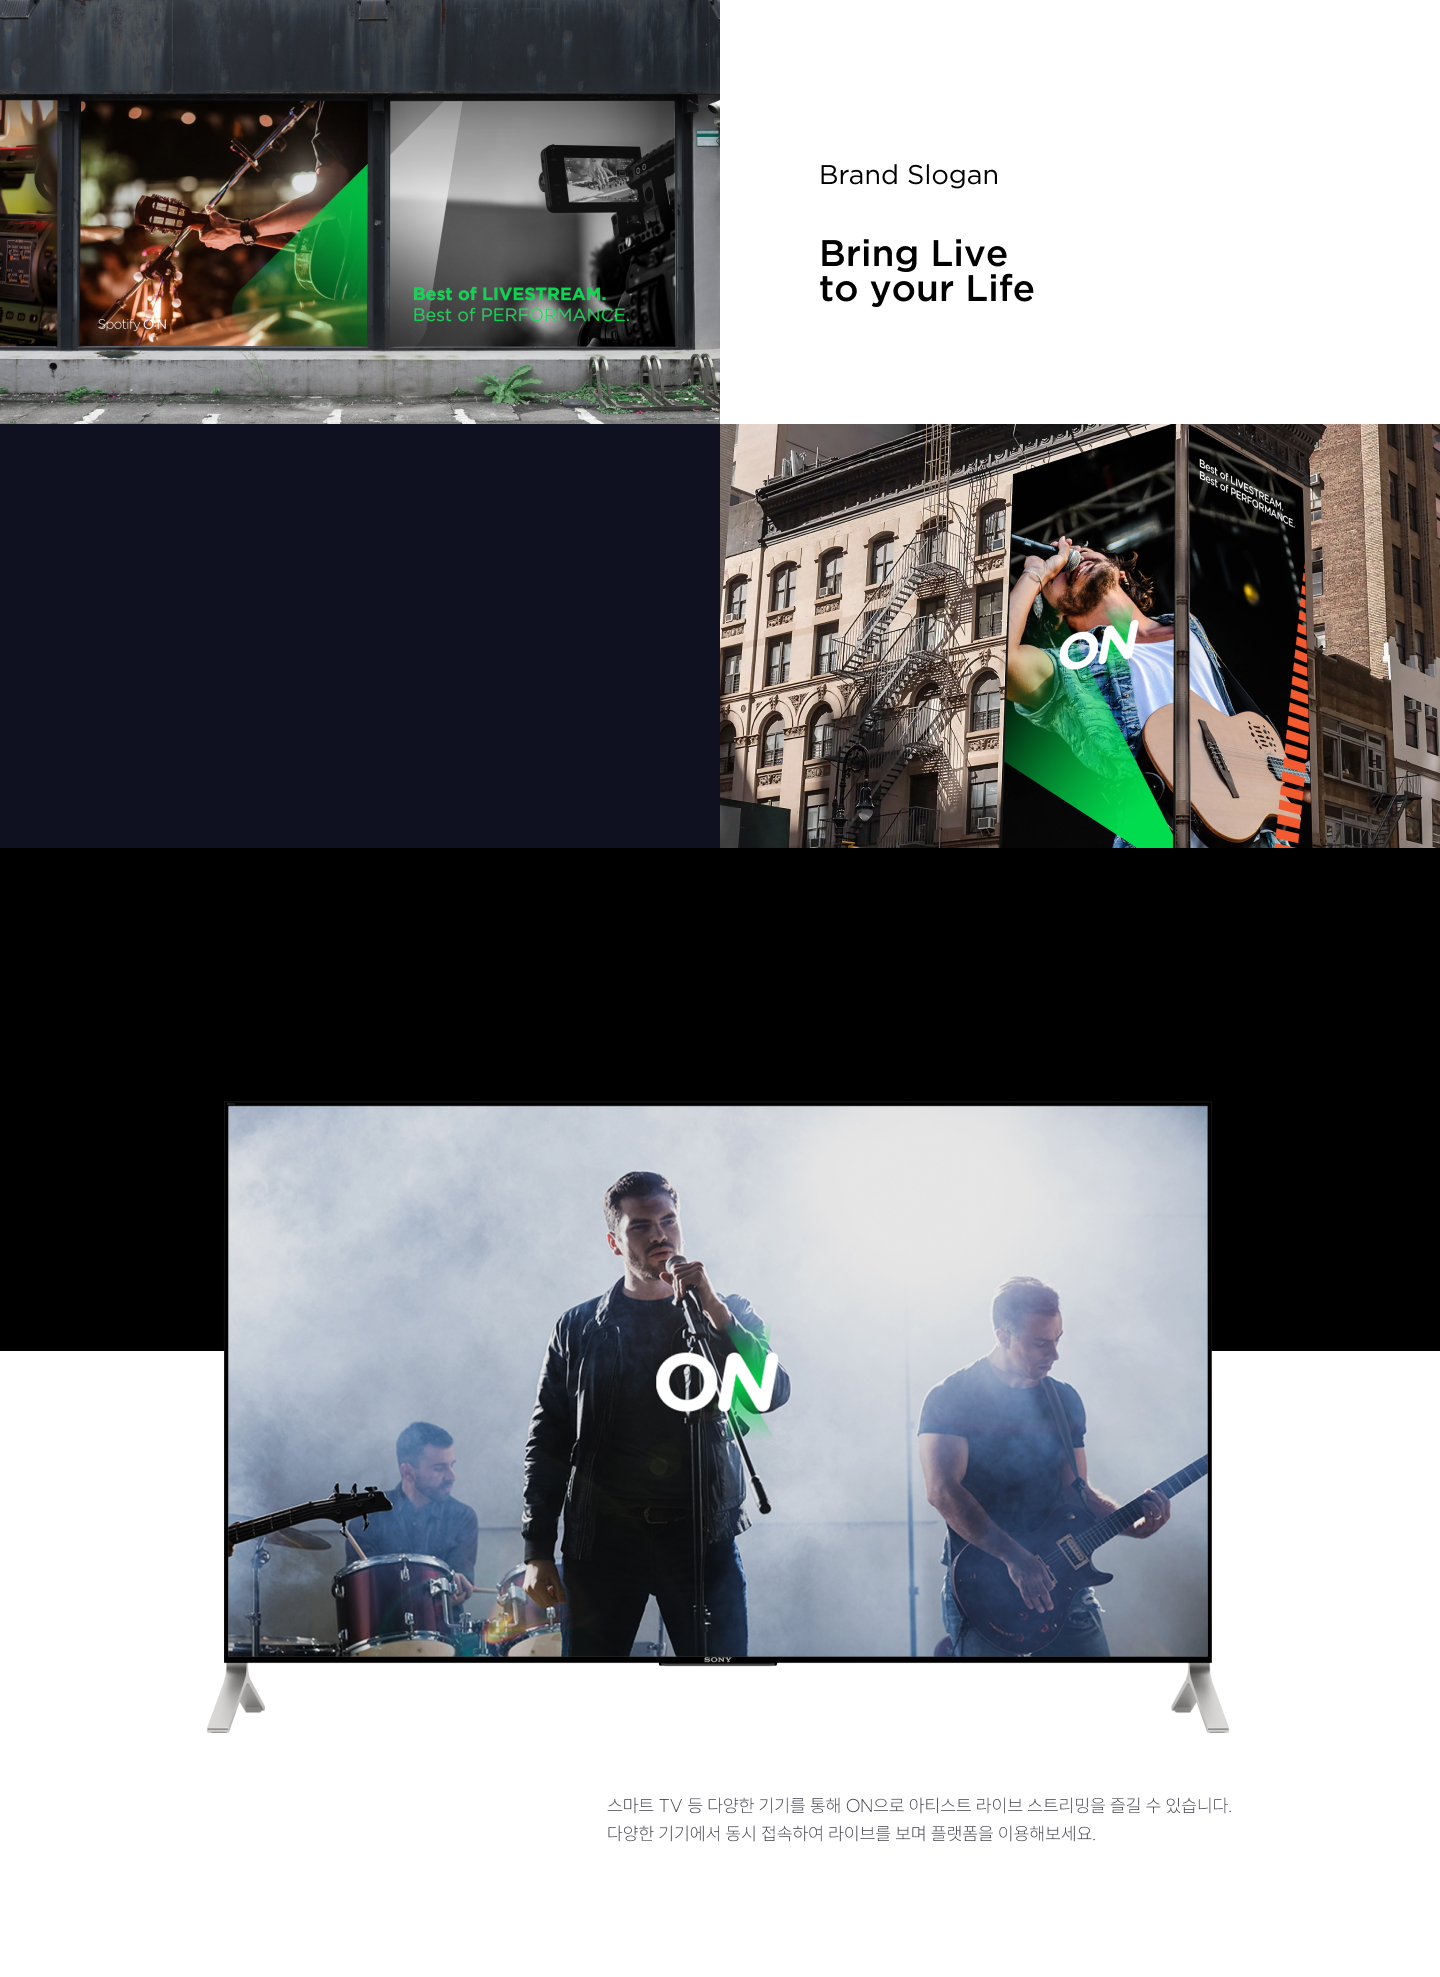 Spotify ON
Best of LIVESTREAM.
Best of PERFORMANCE.
Brand Slogan
Bring Live
to your Life
Best of LIVESTREAM.
Best of PERFORMANCE.
ON
ON
SONY
스마트 TV 등 다양한 기기를 통해 ON으로 아티스트 라이브 스트리밍을 즐길 수 있습니다.
다양한 기기에서 동시 접속하여 라이브를 보며 플랫폼을 이용해보세요.